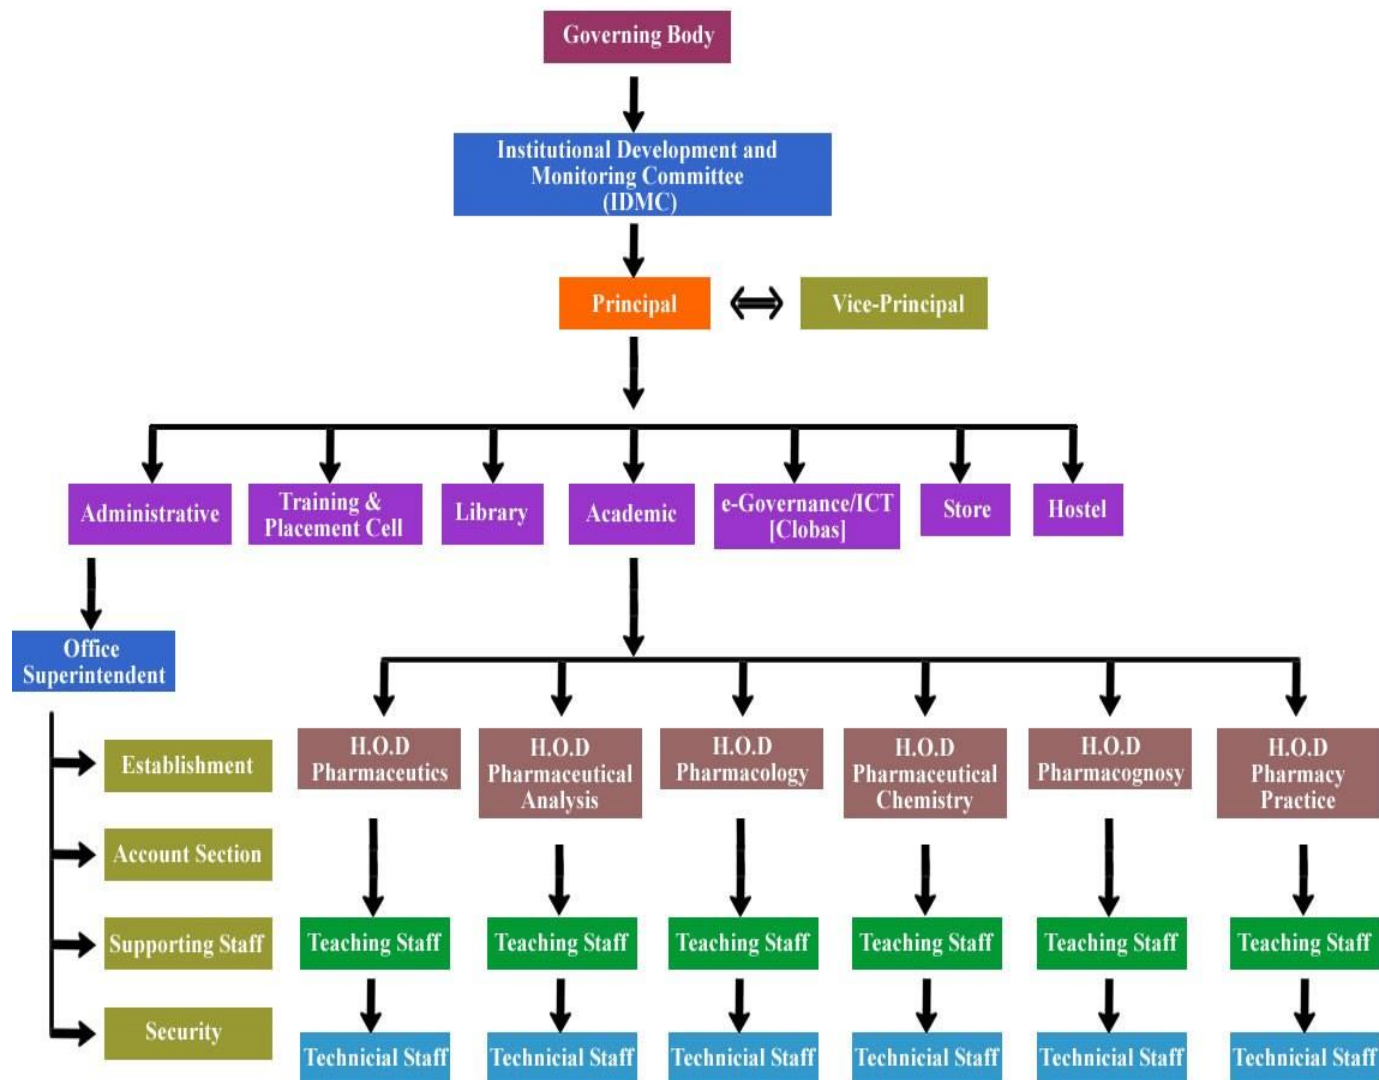 Governing Body
Institutional Development and
Monitoring Committee
(IDMC)
Principal
Vice-Principal
Administrative
Training &
Placement Cell
Library
Academic
e-Governance/ICT
[Clobas]
Store
Hostel
Office
Superintendent
Establishment
Account Section
Supporting Staff
Security
H.O.D
Pharmaceutics
H.O.D
Pharmaceutical
Analysis
H.O.D
Pharmacology
H.O.D
Pharmaceutical
Chemistry
H.O.D
Pharmacognosy
H.O.D
Pharmacy
Practice
Teaching Staff
Teaching Staff
Teaching Staff
Teaching Staff
Teaching Staff
Teaching Staff
Technicial Staff
Technicial Staff
Technicial Staff
Technicial Staff
Technicial Staff
Technicial Staff